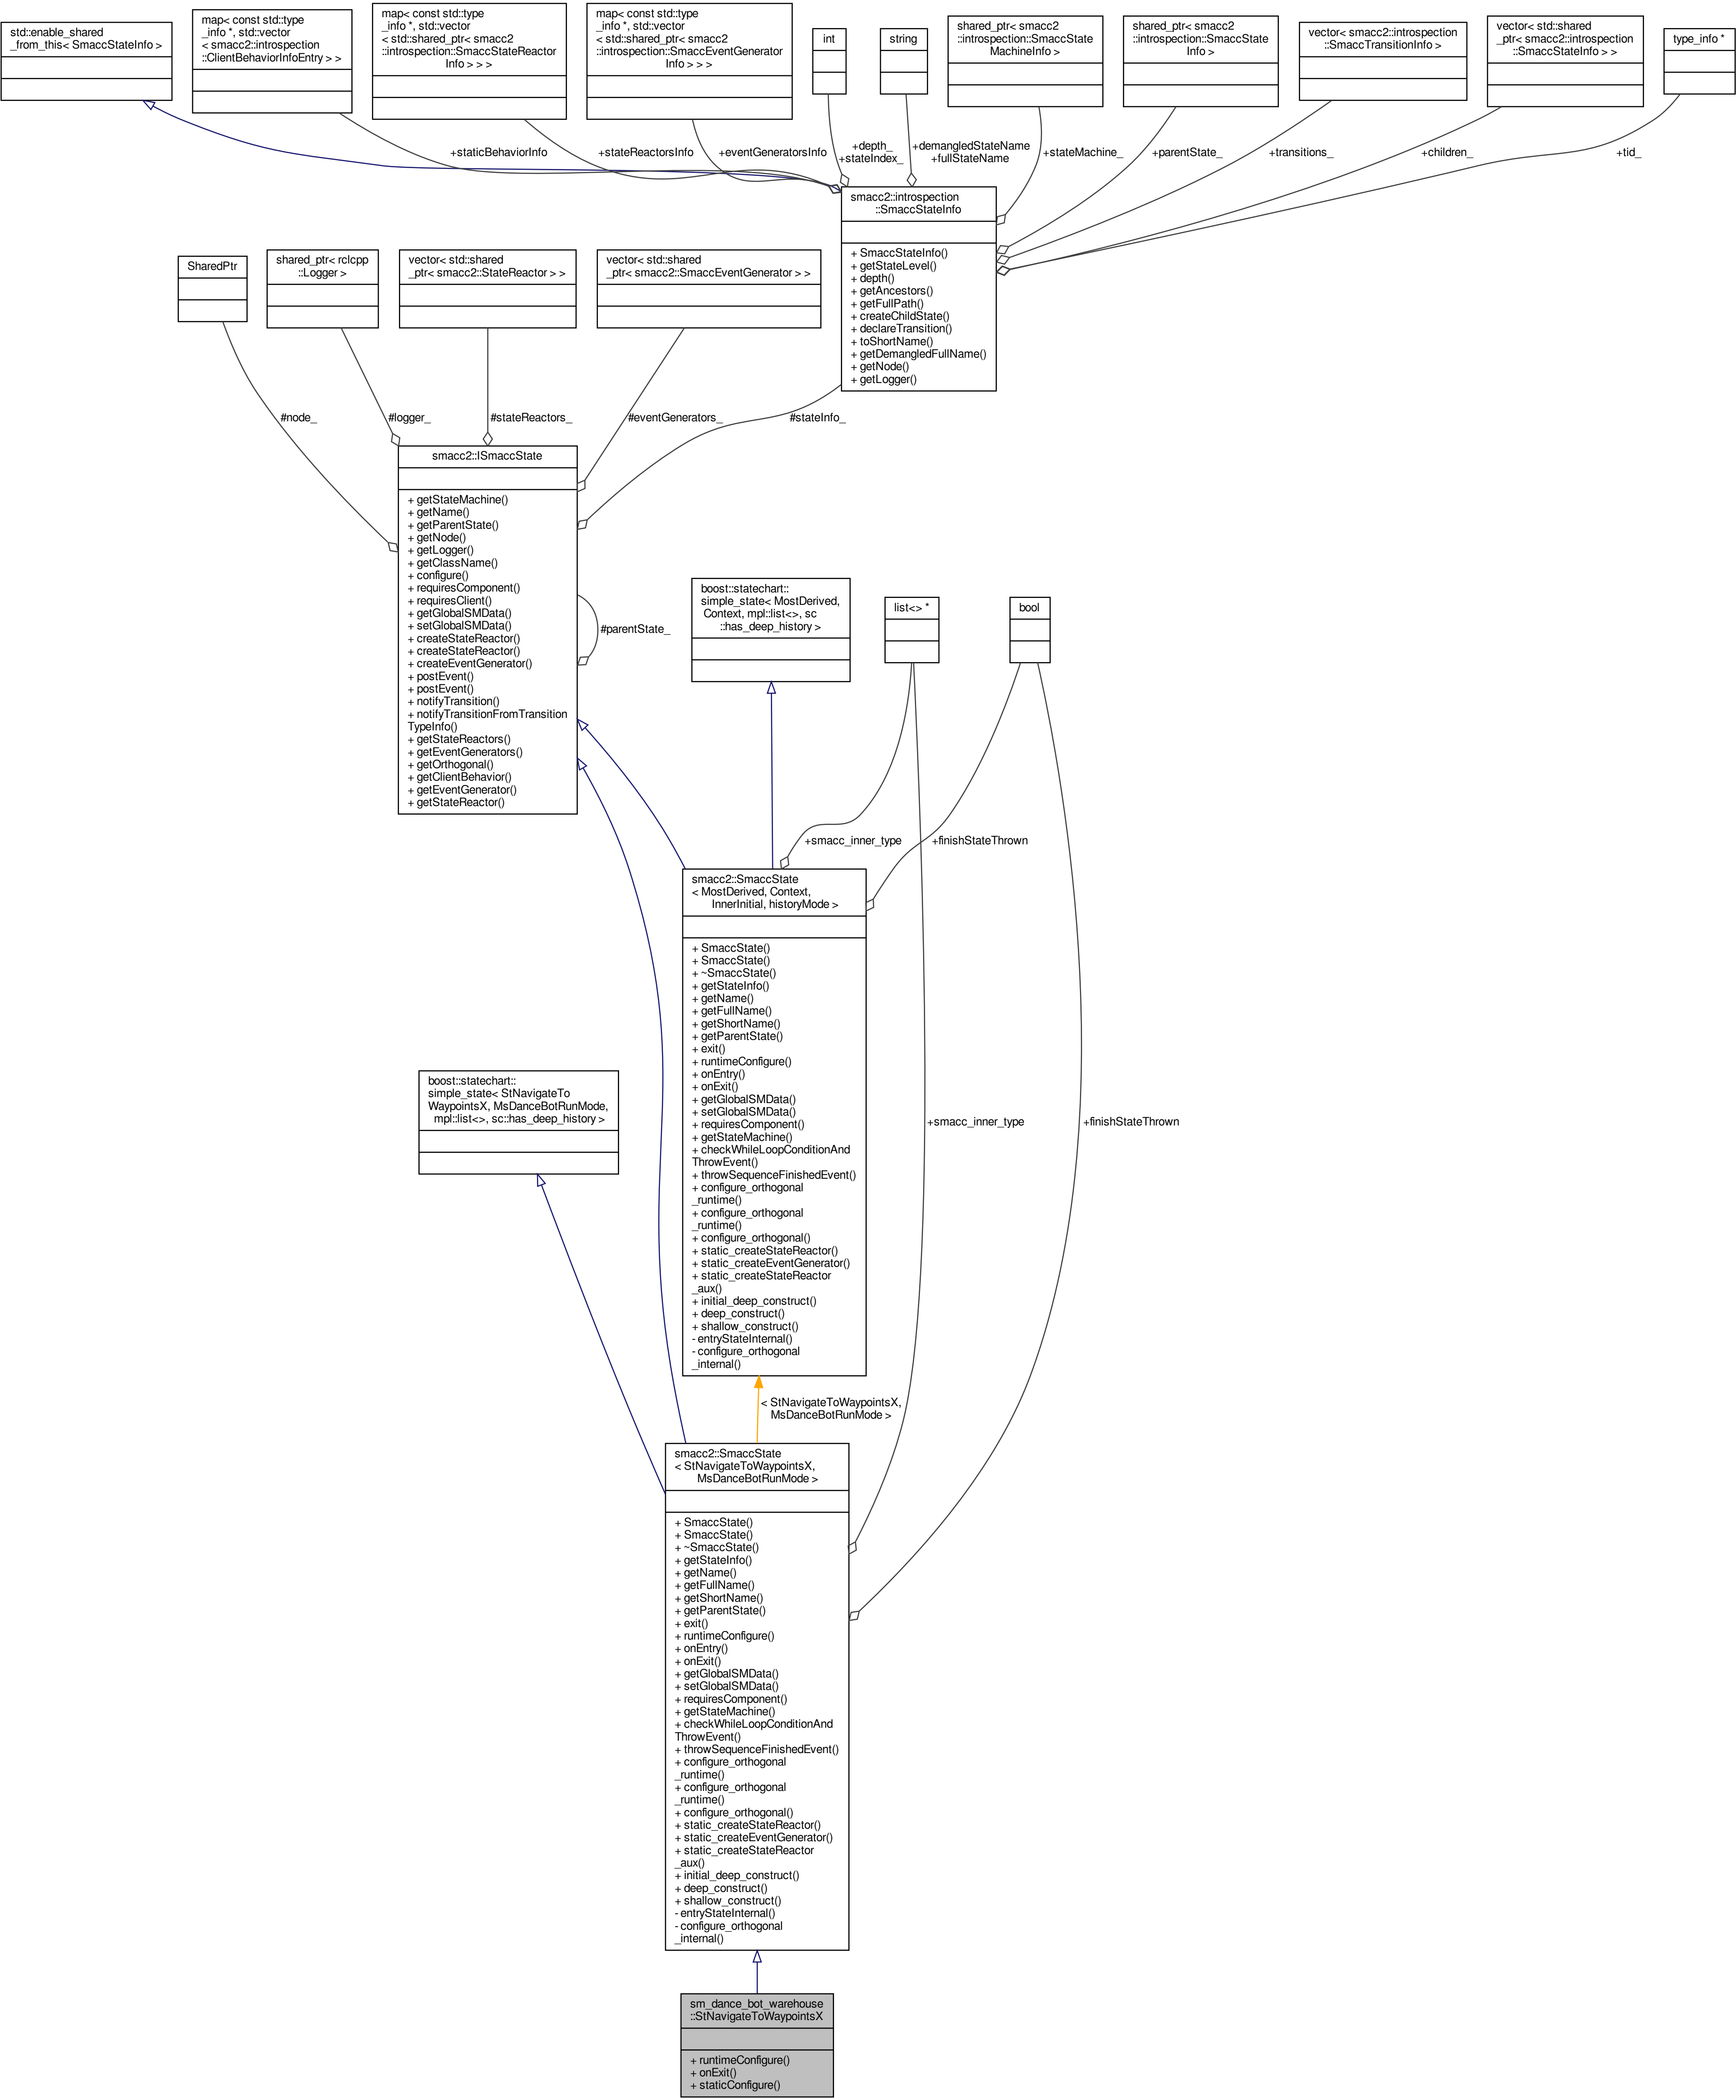 std::enable_shared
_from_this< SmaccStateInfo >
map< const std::type
_info *, std::vector
< smacc2::introspection
::ClientBehaviorInfoEntry > >
map< const std::type
_info *, std::vector
< std::shared_ptr< smacc2
::introspection::SmaccStateReactor
Info > > >
map< const std::type
_info *, std::vector
< std::shared_ptr< smacc2
::introspection::SmaccEventGenerator
Info > > >
int
string
shared_ptr< smacc2
::introspection::SmaccState
MachineInfo >
shared_ptr< smacc2
::introspection::SmaccState
Info >
vector< smacc2::introspection
::SmaccTransitionInfo >
vector< std::shared
_ptr< smacc2::introspection
::SmaccStateInfo > >
type_info *
+staticBehaviorInfo
+stateReactorsInfo
+eventGeneratorsInfo
+depth_
+stateIndex_
+demangledStateName
+fullStateName
+stateMachine_
+parentState_
+transitions_
+children_
+tid_
smacc2::introspection
::SmaccStateInfo
+ SmaccStateInfo()
+ getStateLevel()
+ depth()
+ getAncestors()
+ getFullPath()
+ createChildState()
+ declareTransition()
+ toShortName()
+ getDemangledFullName()
+ getNode()
+ getLogger()
SharedPtr
shared_ptr< rclcpp
::Logger >
vector< std::shared
_ptr< smacc2::StateReactor > >
vector< std::shared
_ptr< smacc2::SmaccEventGenerator > >
#node_
#logger_
#stateReactors_
#eventGenerators_
#stateInfo_
smacc2::ISmaccState
+ getStateMachine()
+ getName()
+ getParentState()
+ getNode()
+ getLogger()
+ getClassName()
+ configure()
+ requiresComponent()
+ requiresClient()
+ getGlobalSMData()
+ setGlobalSMData()
+ createStateReactor()
+ createStateReactor()
+ createEventGenerator()
+ postEvent()
+ postEvent()
+ notifyTransition()
+ notifyTransitionFromTransition
TypeInfo()
+ getStateReactors()
+ getEventGenerators()
+ getOrthogonal()
+ getClientBehavior()
+ getEventGenerator()
+ getStateReactor()
#parentState_
boost::statechart::
simple_state< MostDerived,
Context, mpl::list<>, sc
::has_deep_history >
list<> *
bool
+smacc_inner_type
+finishStateThrown
smacc2::SmaccState
< MostDerived, Context,
InnerInitial, historyMode >
+ SmaccState()
+ SmaccState()
+ ~SmaccState()
+ getStateInfo()
+ getName()
+ getFullName()
+ getShortName()
+ getParentState()
+ exit()
+ runtimeConfigure()
+ onEntry()
+ onExit()
+ getGlobalSMData()
+ setGlobalSMData()
+ requiresComponent()
+ getStateMachine()
+ checkWhileLoopConditionAnd
ThrowEvent()
+ throwSequenceFinishedEvent()
+ configure_orthogonal
_runtime()
+ configure_orthogonal
_runtime()
+ configure_orthogonal()
+ static_createStateReactor()
+ static_createEventGenerator()
+ static_createStateReactor
_aux()
+ initial_deep_construct()
+ deep_construct()
+ shallow_construct()
- entryStateInternal()
- configure_orthogonal
_internal()
boost::statechart::
simple_state< StNavigateTo
WaypointsX, MsDanceBotRunMode,
mpl::list<>, sc::has_deep_history >
+smacc_inner_type
+finishStateThrown
< StNavigateToWaypointsX,
MsDanceBotRunMode >
smacc2::SmaccState
< StNavigateToWaypointsX,
MsDanceBotRunMode >
+ SmaccState()
+ SmaccState()
+ ~SmaccState()
+ getStateInfo()
+ getName()
+ getFullName()
+ getShortName()
+ getParentState()
+ exit()
+ runtimeConfigure()
+ onEntry()
+ onExit()
+ getGlobalSMData()
+ setGlobalSMData()
+ requiresComponent()
+ getStateMachine()
+ checkWhileLoopConditionAnd
ThrowEvent()
+ throwSequenceFinishedEvent()
+ configure_orthogonal
_runtime()
+ configure_orthogonal
_runtime()
+ configure_orthogonal()
+ static_createStateReactor()
+ static_createEventGenerator()
+ static_createStateReactor
_aux()
+ initial_deep_construct()
+ deep_construct()
+ shallow_construct()
- entryStateInternal()
- configure_orthogonal
_internal()
sm_dance_bot_warehouse
::StNavigateToWaypointsX
+ runtimeConfigure()
+ onExit()
+ staticConfigure()